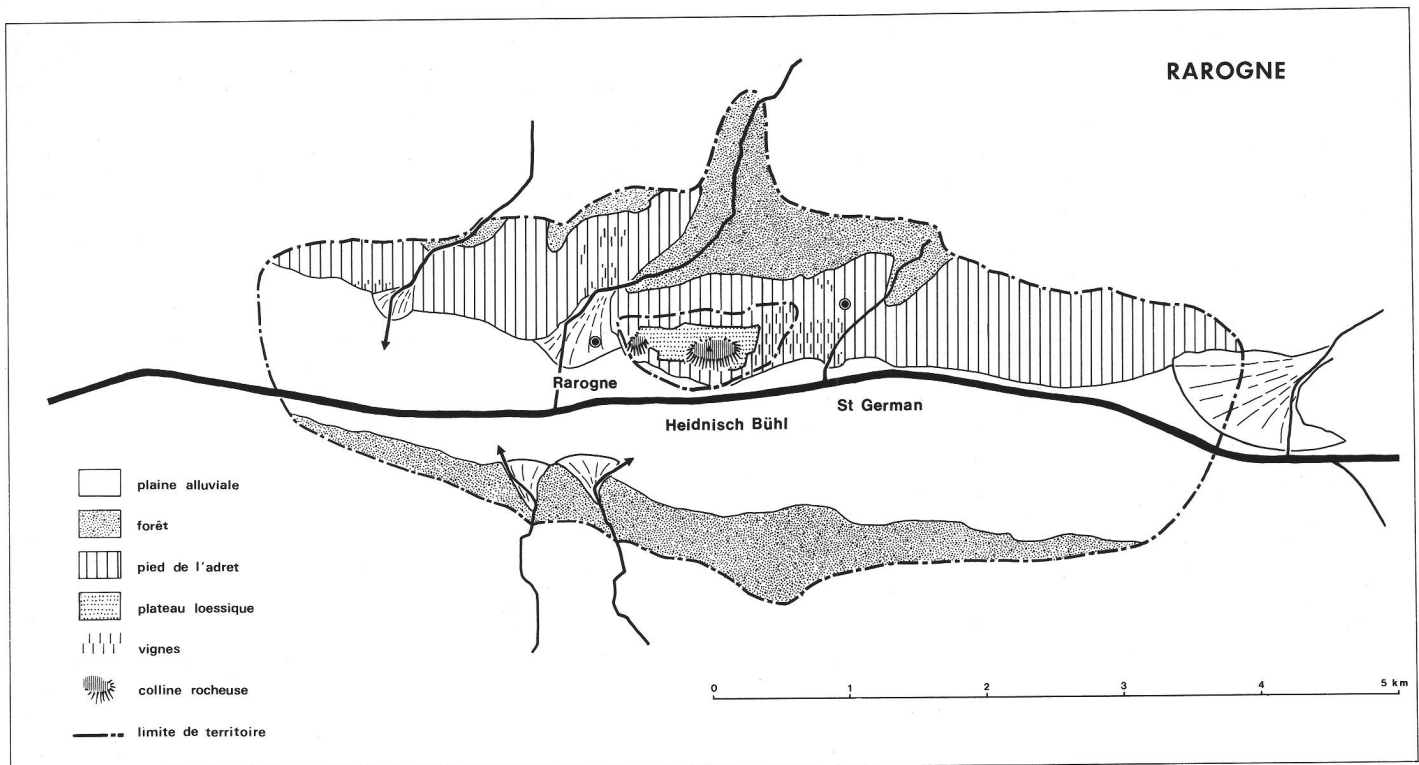 RAROGNE
Rarogne
Heidnisch Bühl
St German
plaine alluviale
forêt
pied de l'adret
plateau loessique
vignes
colline rocheuse
limite de territoire
0 1 2 3 4 5 km